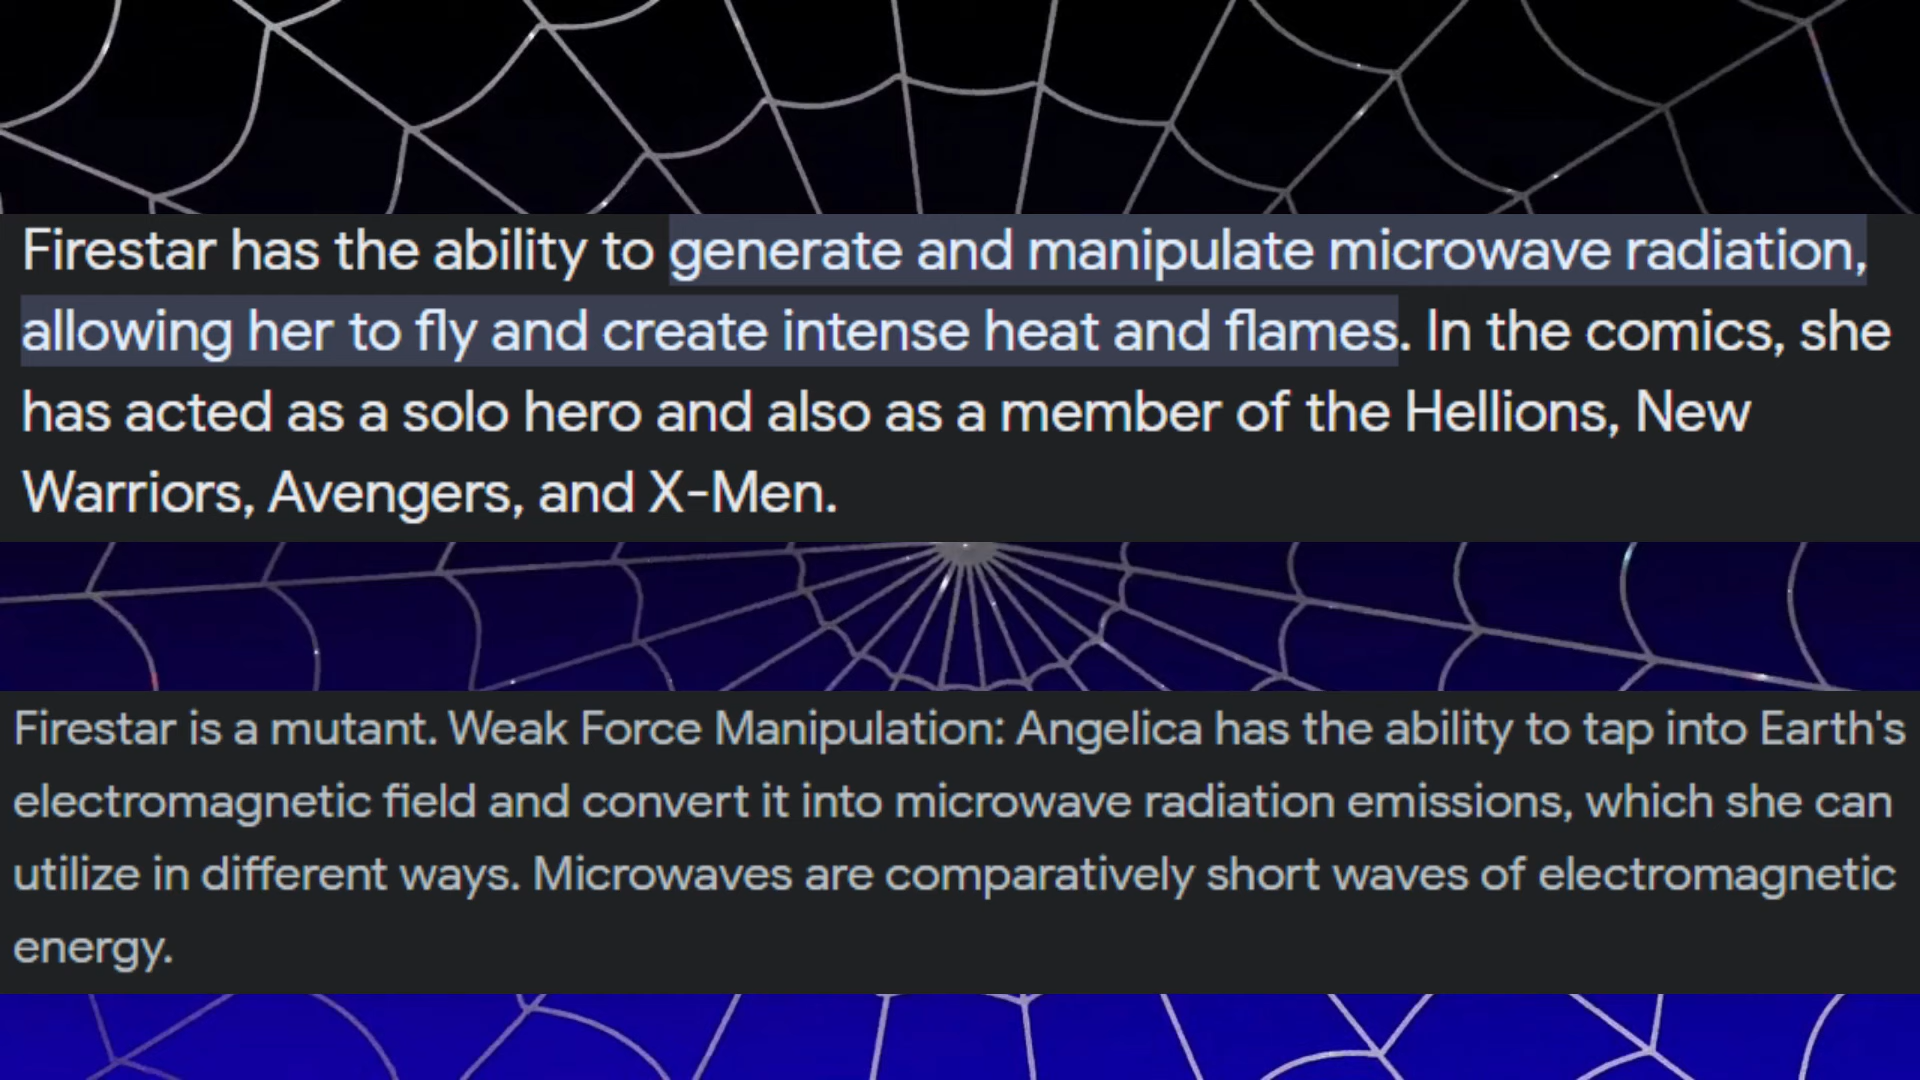 Firestar has the ability to generate and manipulate microwave radiation,
allowing her to fly and create intense heat and flames. In the comics, she
has acted as a solo hero and also as a member of the Hellions, New
Warriors, Avengers, and X-Men.
Firestar is a mutant. Weak Force Manipulation: Angelica has the ability to tap into Earth's
electromagnetic field and convert it into microwave radiation emissions, which she can
utilize in different ways. Microwaves are comparatively short waves of electromagnetic
energy.